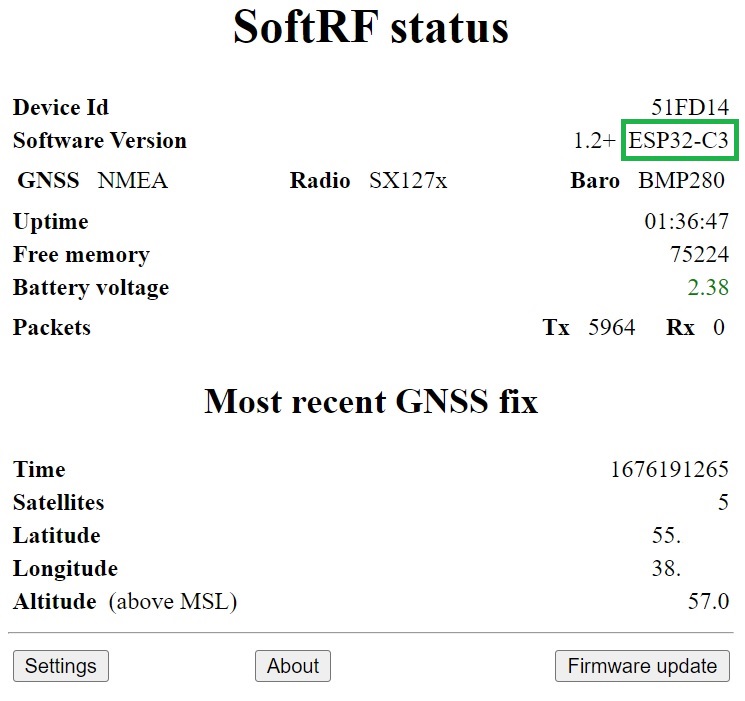 SoftRF status
Device Id 51FD14
Software Version 1.2+ ESP32-C3
GNSS NMEA Radio SX127x Baro BMP280
Uptime 01:36:47
Free memory 75224
Battery voltage 2.38
Packets Tx 5964 Rx 0
Most recent GNSS fix
Time 1676191265
Satellites 5
Latitude 55.
Longitude 38.
Altitude (above MSL) 57.0
Settings About Firmware update